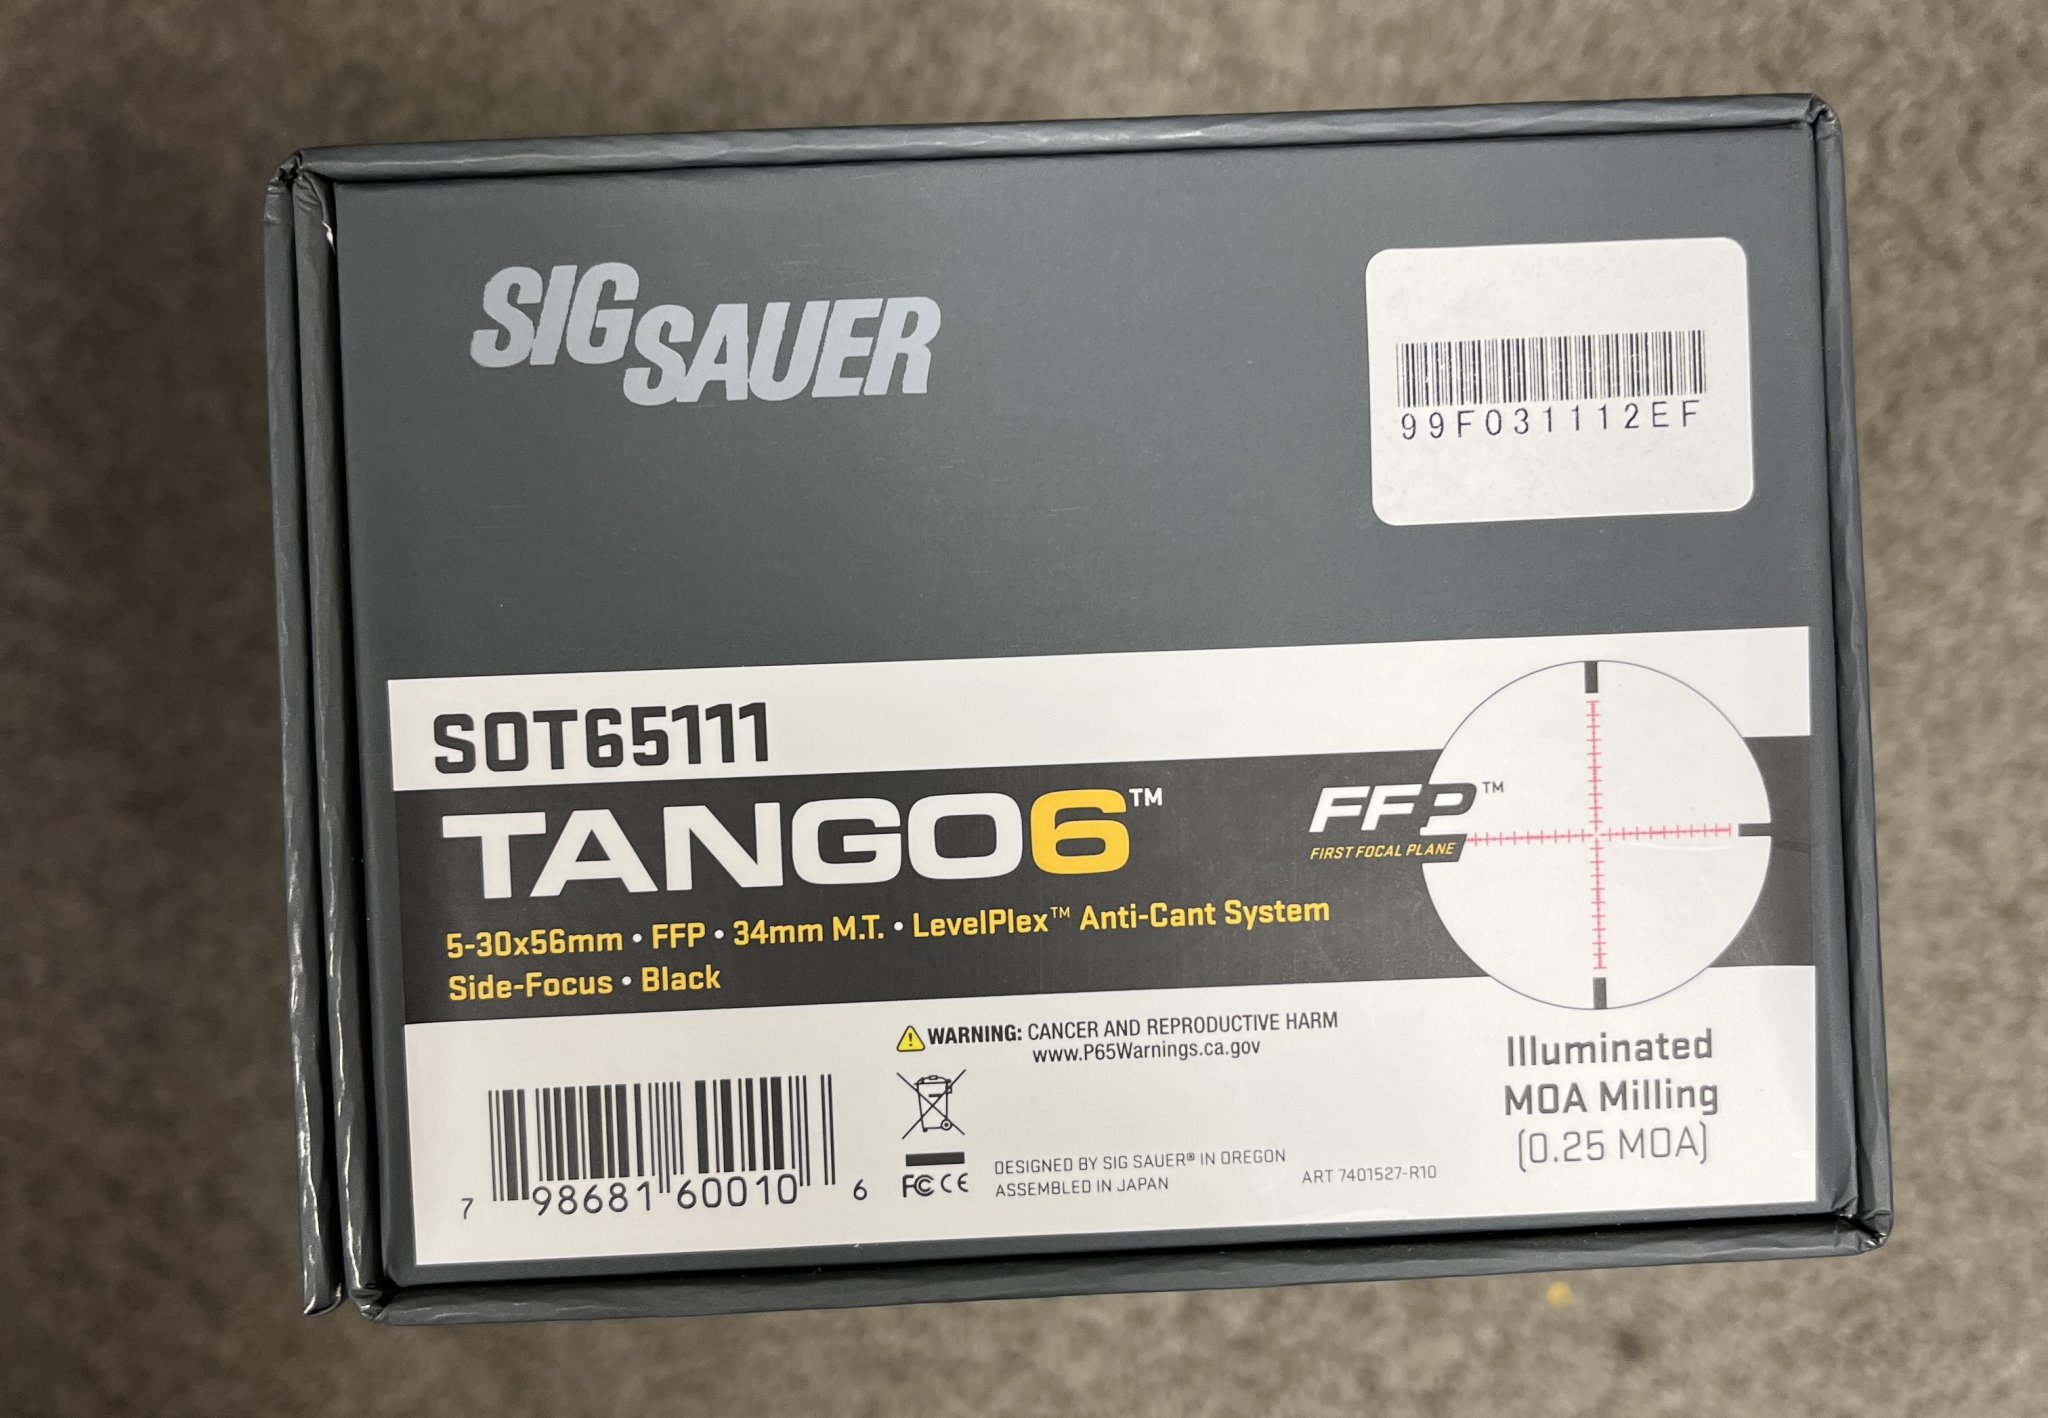 SIG SAUER
99F031112EF
SOT65111
TANGO6™
FFP™
FIRST FOCAL PLANE
5-30x56mm • FFP • 34mm M.T. • LevelPlex™ Anti-Cant System
Side-Focus • Black
WARNING: CANCER AND REPRODUCTIVE HARM
www.P65Warnings.ca.gov
Illuminated
MOA Milling
(0.25 MOA)
7 98681 60010 6
FC CE
DESIGNED BY SIG SAUER® IN OREGON
ASSEMBLED IN JAPAN
ART 7401527-R10